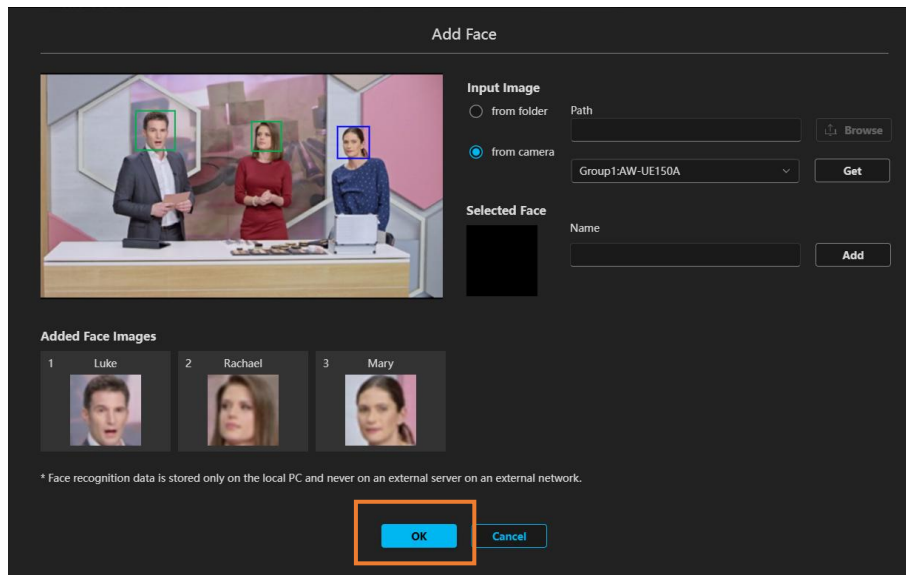 Add Face
Input Image
from folder
Path
Browse
from camera
Group1:AW-UE150A
Get
Selected Face
Name
Add
Added Face Images
1 Luke
2 Rachael
3 Mary
* Face recognition data is stored only on the local PC and never on an external server on an external network.
OK
Cancel